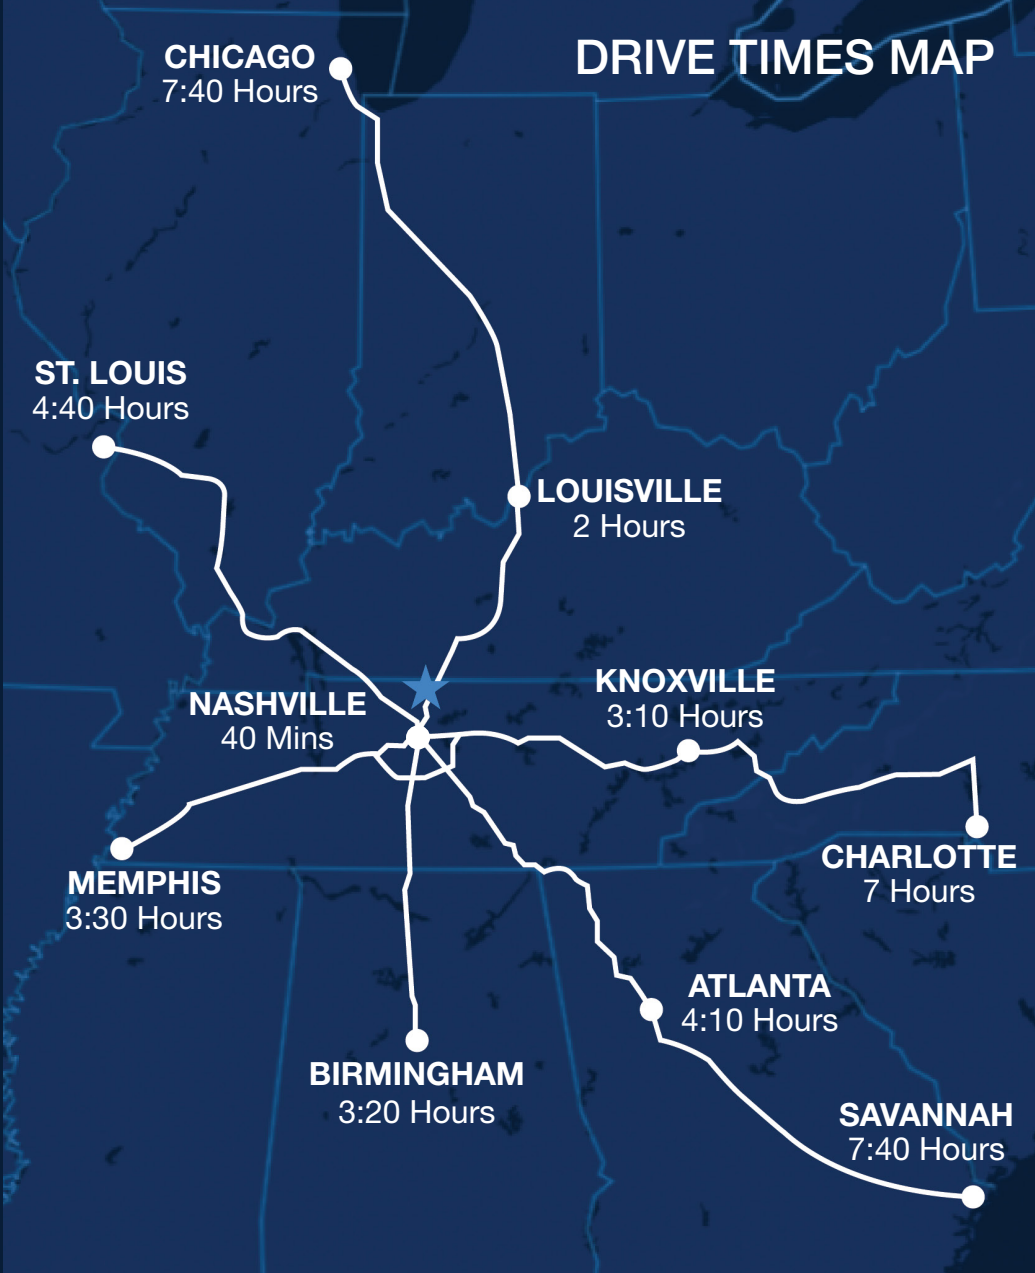 DRIVE TIMES MAP
CHICAGO
7:40 Hours
ST. LOUIS
4:40 Hours
LOUISVILLE
2 Hours
KNOXVILLE
3:10 Hours
NASHVILLE
40 Mins
CHARLOTTE
7 Hours
MEMPHIS
3:30 Hours
ATLANTA
4:10 Hours
BIRMINGHAM
3:20 Hours
SAVANNAH
7:40 Hours